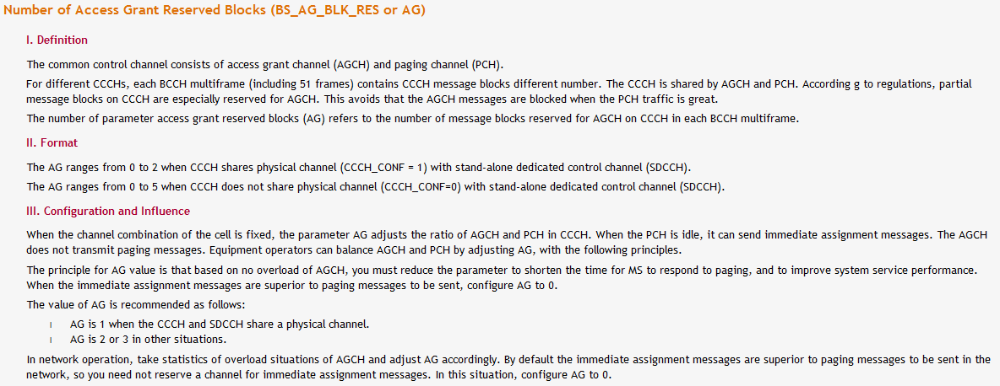 Number of Access Grant Reserved Blocks (BS_AG_BLK_RES or AG)
I. Definition
The common control channel consists of access grant channel (AGCH) and paging channel (PCH).
For different CCCHs, each BCCH multiframe (including 51 frames) contains CCCH message blocks different number. The CCCH is shared by AGCH and PCH. According g to regulations, partial
message blocks on CCCH are especially reserved for AGCH. This avoids that the AGCH messages are blocked when the PCH traffic is great.
The number of parameter access grant reserved blocks (AG) refers to the number of message blocks reserved for AGCH on CCCH in each BCCH multiframe.
II. Format
The AG ranges from 0 to 2 when CCCH shares physical channel (CCCH_CONF = 1) with stand-alone dedicated control channel (SDCCH).
The AG ranges from 0 to 5 when CCCH does not share physical channel (CCCH_CONF=0) with stand-alone dedicated control channel (SDCCH).
III. Configuration and Influence
When the channel combination of the cell is fixed, the parameter AG adjusts the ratio of AGCH and PCH in CCCH. When the PCH is idle, it can send immediate assignment messages. The AGCH
does not transmit paging messages. Equipment operators can balance AGCH and PCH by adjusting AG, with the following principles.
The principle for AG value is that based on no overload of AGCH, you must reduce the parameter to shorten the time for MS to respond to paging, and to improve system service performance.
When the immediate assignment messages are superior to paging messages to be sent, configure AG to 0.
The value of AG is recommended as follows:
l AG is 1 when the CCCH and SDCCH share a physical channel.
l AG is 2 or 3 in other situations.
In network operation, take statistics of overload situations of AGCH and adjust AG accordingly. By default the immediate assignment messages are superior to paging messages to be sent in the
network, so you need not reserve a channel for immediate assignment messages. In this situation, configure AG to 0.